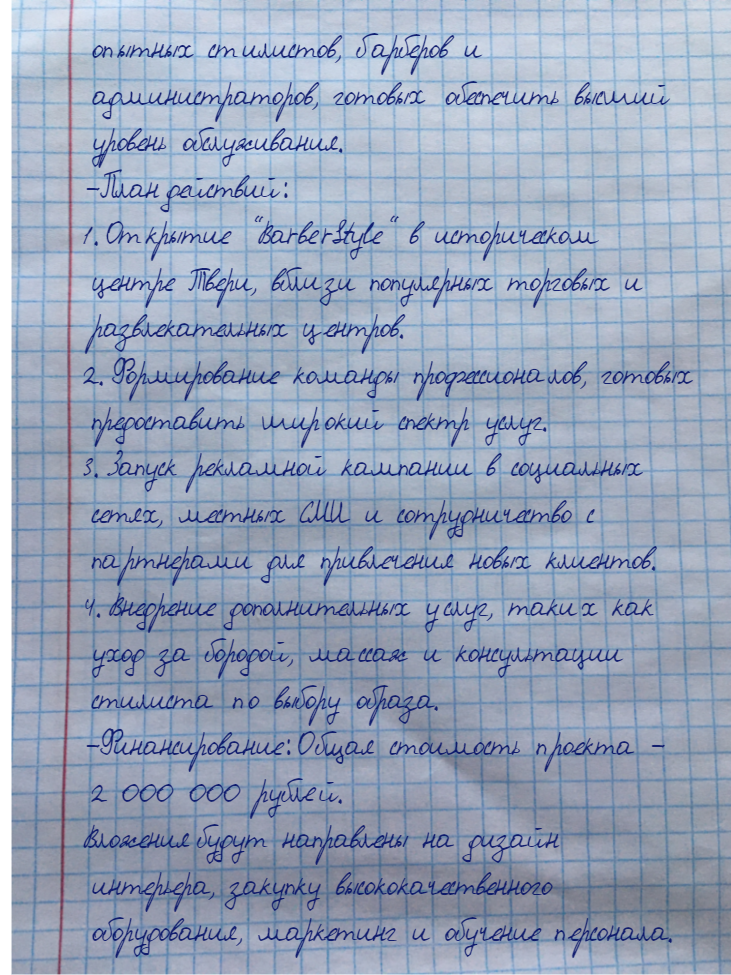 опытных стилистов, барберов и
администраторов, готовых обеспечить высший
уровень обслуживания.
-План действий:
1. Открытие "BarberStyle" в историческом
центре Твери, вблизи популярных торговых и
развлекательных центров.
2. Формирование команды профессионалов, готовых
предоставить широкий спектр услуг.
3. Запуск рекламной кампании в социальных
сетях, местных СМИ и сотрудничество с
партнерами для привлечения новых клиентов.
4. Внедрение дополнительных услуг, таких как
уход за бородой, массаж и консультации
стилиста по выбору образа.
-Финансирование: Общая стоимость проекта -
2 000 000 рублей.
Вложения будут направлены на дизайн
интерьера, закупку высококачественного
оборудования, маркетинг и обучение персонала.